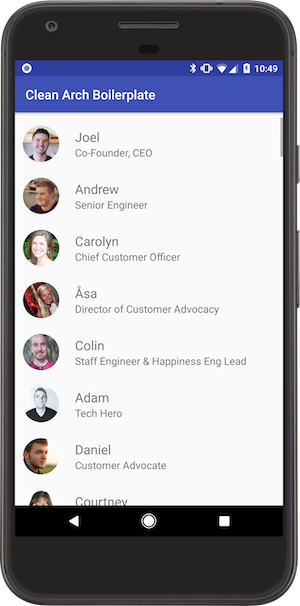 10:49
Clean Arch Boilerplate
Joel
Co-Founder, CEO
Andrew
Senior Engineer
Carolyn
Chief Customer Officer
Åsa
Director of Customer Advocacy
Colin
Staff Engineer & Happiness Eng Lead
Adam
Tech Hero
Daniel
Customer Advocate
Courtney